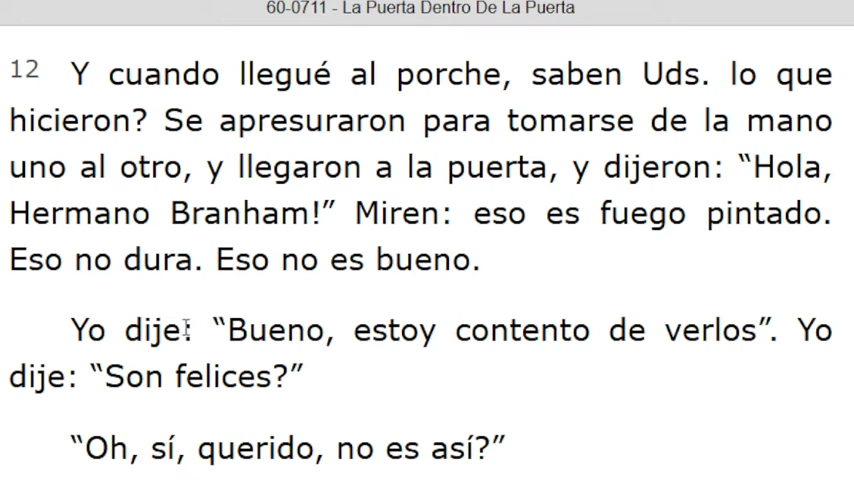 60-0711 - La Puerta Dentro De La Puerta
12 Y cuando llegué al porche, saben Uds. lo que
hicieron? Se apresuraron para tomarse de la mano
uno al otro, y llegaron a la puerta, y dijeron: “Hola,
Hermano Branham!” Miren: eso es fuego pintado.
Eso no dura. Eso no es bueno.
Yo dije: “Bueno, estoy contento de verlos”. Yo
dije: “Son felices?”
“Oh, sí, querido, no es así?”